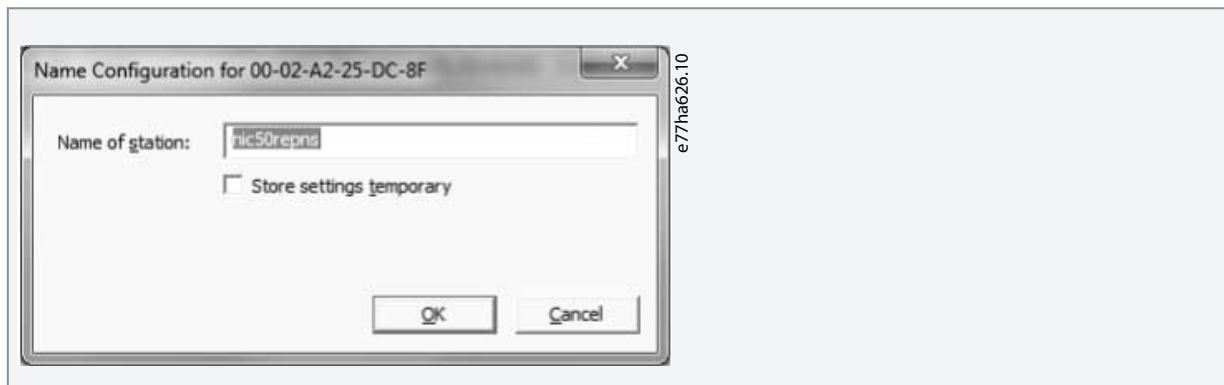 Name Configuration for 00-02-A2-25-DC-8F
Name of station:
nic50repns
Store settings temporary
OK
Cancel
e77ha626.10